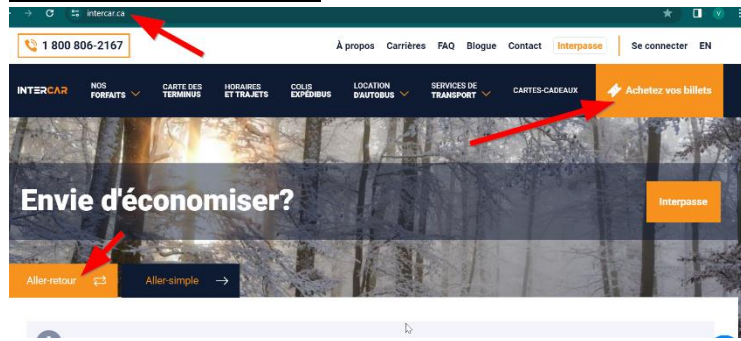 intercar.ca
1 800 806-2167
À propos Carrières FAQ Blogue Contact Interpasse Se connecter EN
INTERCAR
NOS
FORFAITS
CARTE DES
TERMINUS
HORAIRES
ET TRAJETS
COLIS
EXPÉDIBUS
LOCATION
D'AUTOBUS
SERVICES DE
TRANSPORT
CARTES-CADEAUX
Achetez vos billets
Envie d'économiser?
Interpasse
Aller-retour
Aller-simple